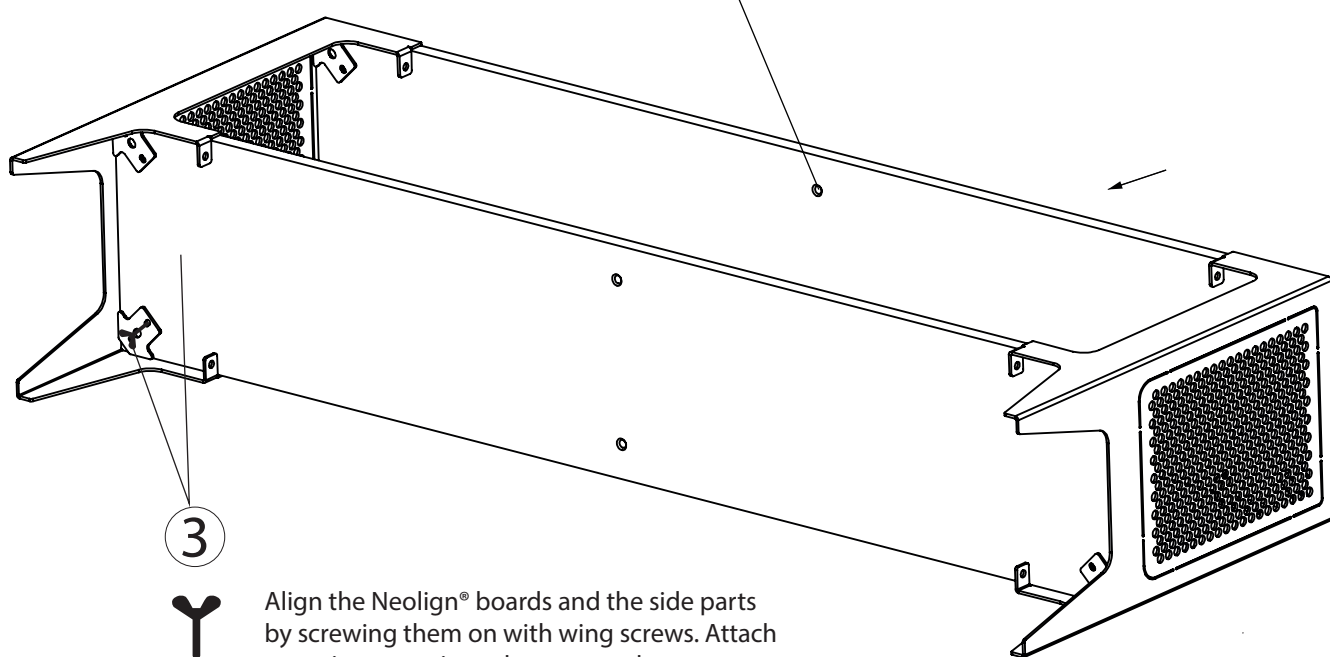 3
Align the Neolign® boards and the side parts
by screwing them on with wing screws. Attach